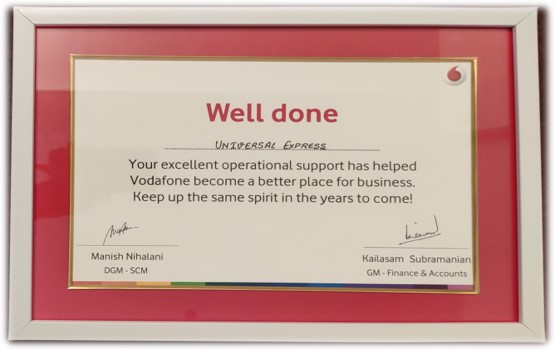 Well done
UNIVERSAL EXPRESS
Your excellent operational support has helped
Vodafone become a better place for business.
Keep up the same spirit in the years to come!
Manish Nihalani
DGM - SCM
Kailasam Subramanian
GM - Finance & Accounts